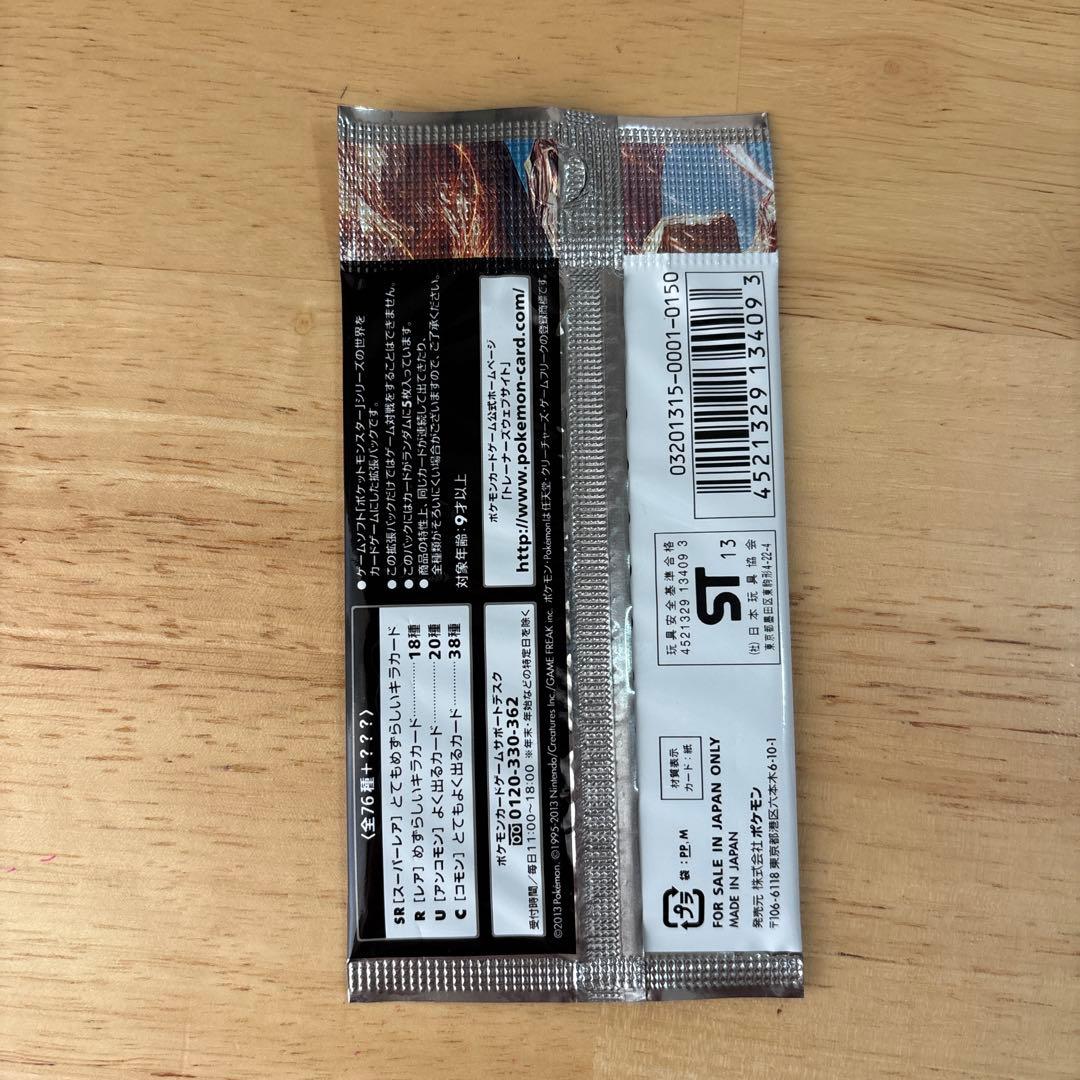 ●ゲームソフト『ポケットモンスター』シリーズの世界を
カードゲームにした拡張パックです。
●この拡張パックだけではゲーム対戦をすることはできません。
●このパックにはカードがランダムに5枚入っています。
●商品の特性上、同じカードが連続して出てきたり、
全種類がそろいにくい場合がございますので、ご了承ください。
対象年齢：9才以上
ポケモンカードゲーム公式ホームページ
「トレーナーズウェブサイト」
http://www.pokemon-card.com/
〈全76種+???〉
SR[スーパーレア]とてもめずらしいキラカード
R [レア]めずらしいキラカード………18種
U [アンコモン]よく出るカード………20種
C [コモン]とてもよく出るカード………38種
ポケモンカードゲームサポートデスク
0120-330-362
受付時間／毎日11:00〜18:00 ※年末・年始などの特定日を除く
©2013 Pokémon. ©1995-2013 Nintendo/Creatures Inc./GAME FREAK inc. ポケモン・Pokémonは任天堂・クリーチャーズ・ゲームフリークの登録商標です。
03201315-0001-0150
4521329134093
玩具安全基準合格
4521329 13409 3
ST 13
(社)日本玩具協会
東京都墨田区東駒形4-22-4
材質表示
カード：紙
プラ
袋：P.P.,M
FOR SALE IN JAPAN ONLY
MADE IN JAPAN
発売元 株式会社ポケモン
〒106-6118 東京都港区六本木6-10-1